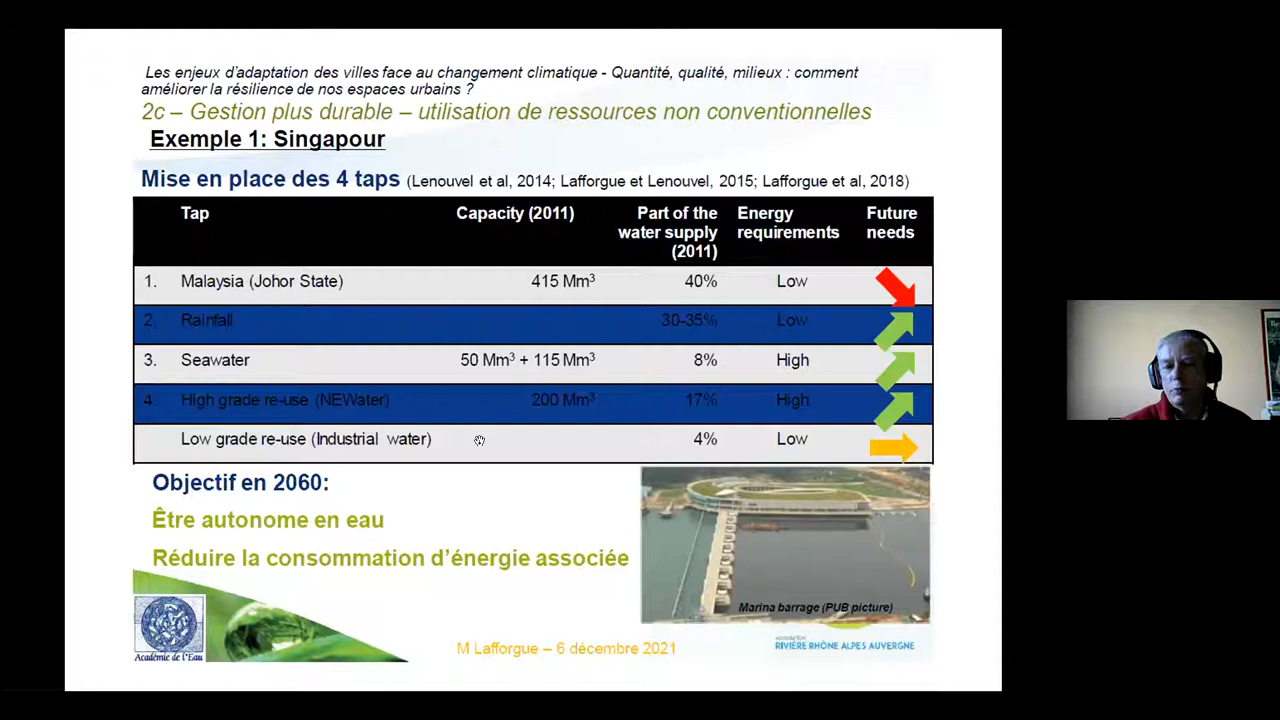 Les enjeux d'adaptation des villes face au changement climatique - Quantité, qualité, milieux : comment
améliorer la résilience de nos espaces urbains ?
2c – Gestion plus durable – utilisation de ressources non conventionnelles
Exemple 1: Singapour
Mise en place des 4 taps (Lenouvel et al, 2014; Lafforgue et Lenouvel, 2015; Lafforgue et al, 2018)
Tap Capacity (2011) Part of the water supply (2011) Energy requirements Future needs
1. Malaysia (Johor State) 415 Mm³ 40% Low
2. Rainfall 30-35% Low
3. Seawater 50 Mm³ + 115 Mm³ 8% High
4. High grade re-use (NEWater) 200 Mm³ 17% High
Low grade re-use (Industrial water) 4% Low
Objectif en 2060:
Être autonome en eau
Réduire la consommation d'énergie associée
Marina barrage (PUB picture)
Académie de l'Eau
M Lafforgue – 6 décembre 2021
ASSOCIATION
RIVIÈRE RHÔNE ALPES AUVERGNE